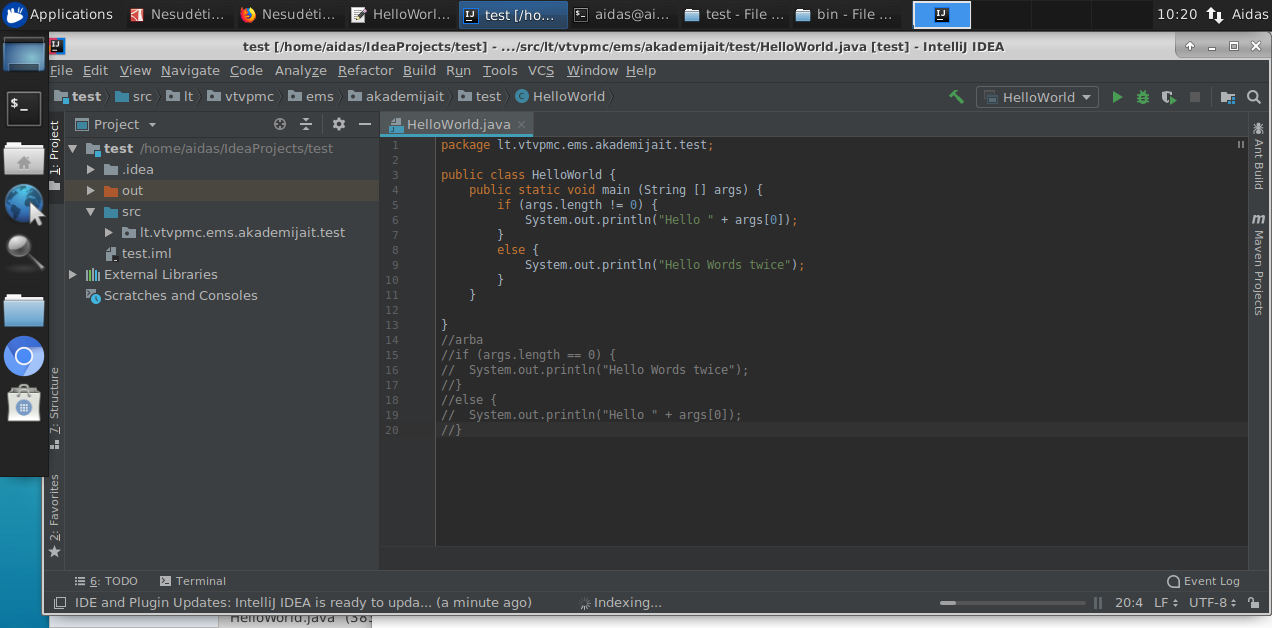 Applications Nesudėti... Nesudėti... HelloWorl... test [/ho... aidas@ai... test - File ... bin - File ... 10:20 Aidas
test [/home/aidas/IdeaProjects/test] - .../src/lt/vtvpmc/ems/akademijait/test/HelloWorld.java [test] - IntelliJ IDEA
File Edit View Navigate Code Analyze Refactor Build Run Tools VCS Window Help
test src lt vtvpmc ems akademijait test HelloWorld HelloWorld
Project HelloWorld.java
1: Project
7: Structure
2: Favorites
test /home/aidas/IdeaProjects/test
.idea
out
src
lt.vtvpmc.ems.akademijait.test
test.iml
External Libraries
Scratches and Consoles
1 package lt.vtvpmc.ems.akademijait.test;
2
3 public class HelloWorld {
4 public static void main (String [] args) {
5 if (args.length != 0) {
6 System.out.println("Hello " + args[0]);
7 }
8 else {
9 System.out.println("Hello Words twice");
10 }
11 }
12
13 }
14 //arba
15 //if (args.length == 0) {
16 // System.out.println("Hello Words twice");
17 //}
18 //else {
19 // System.out.println("Hello " + args[0]);
20 //}
Ant Build
m Maven Projects
6: TODO Terminal Event Log
IDE and Plugin Updates: IntelliJ IDEA is ready to upda... (a minute ago) Indexing... 20:4 LF UTF-8